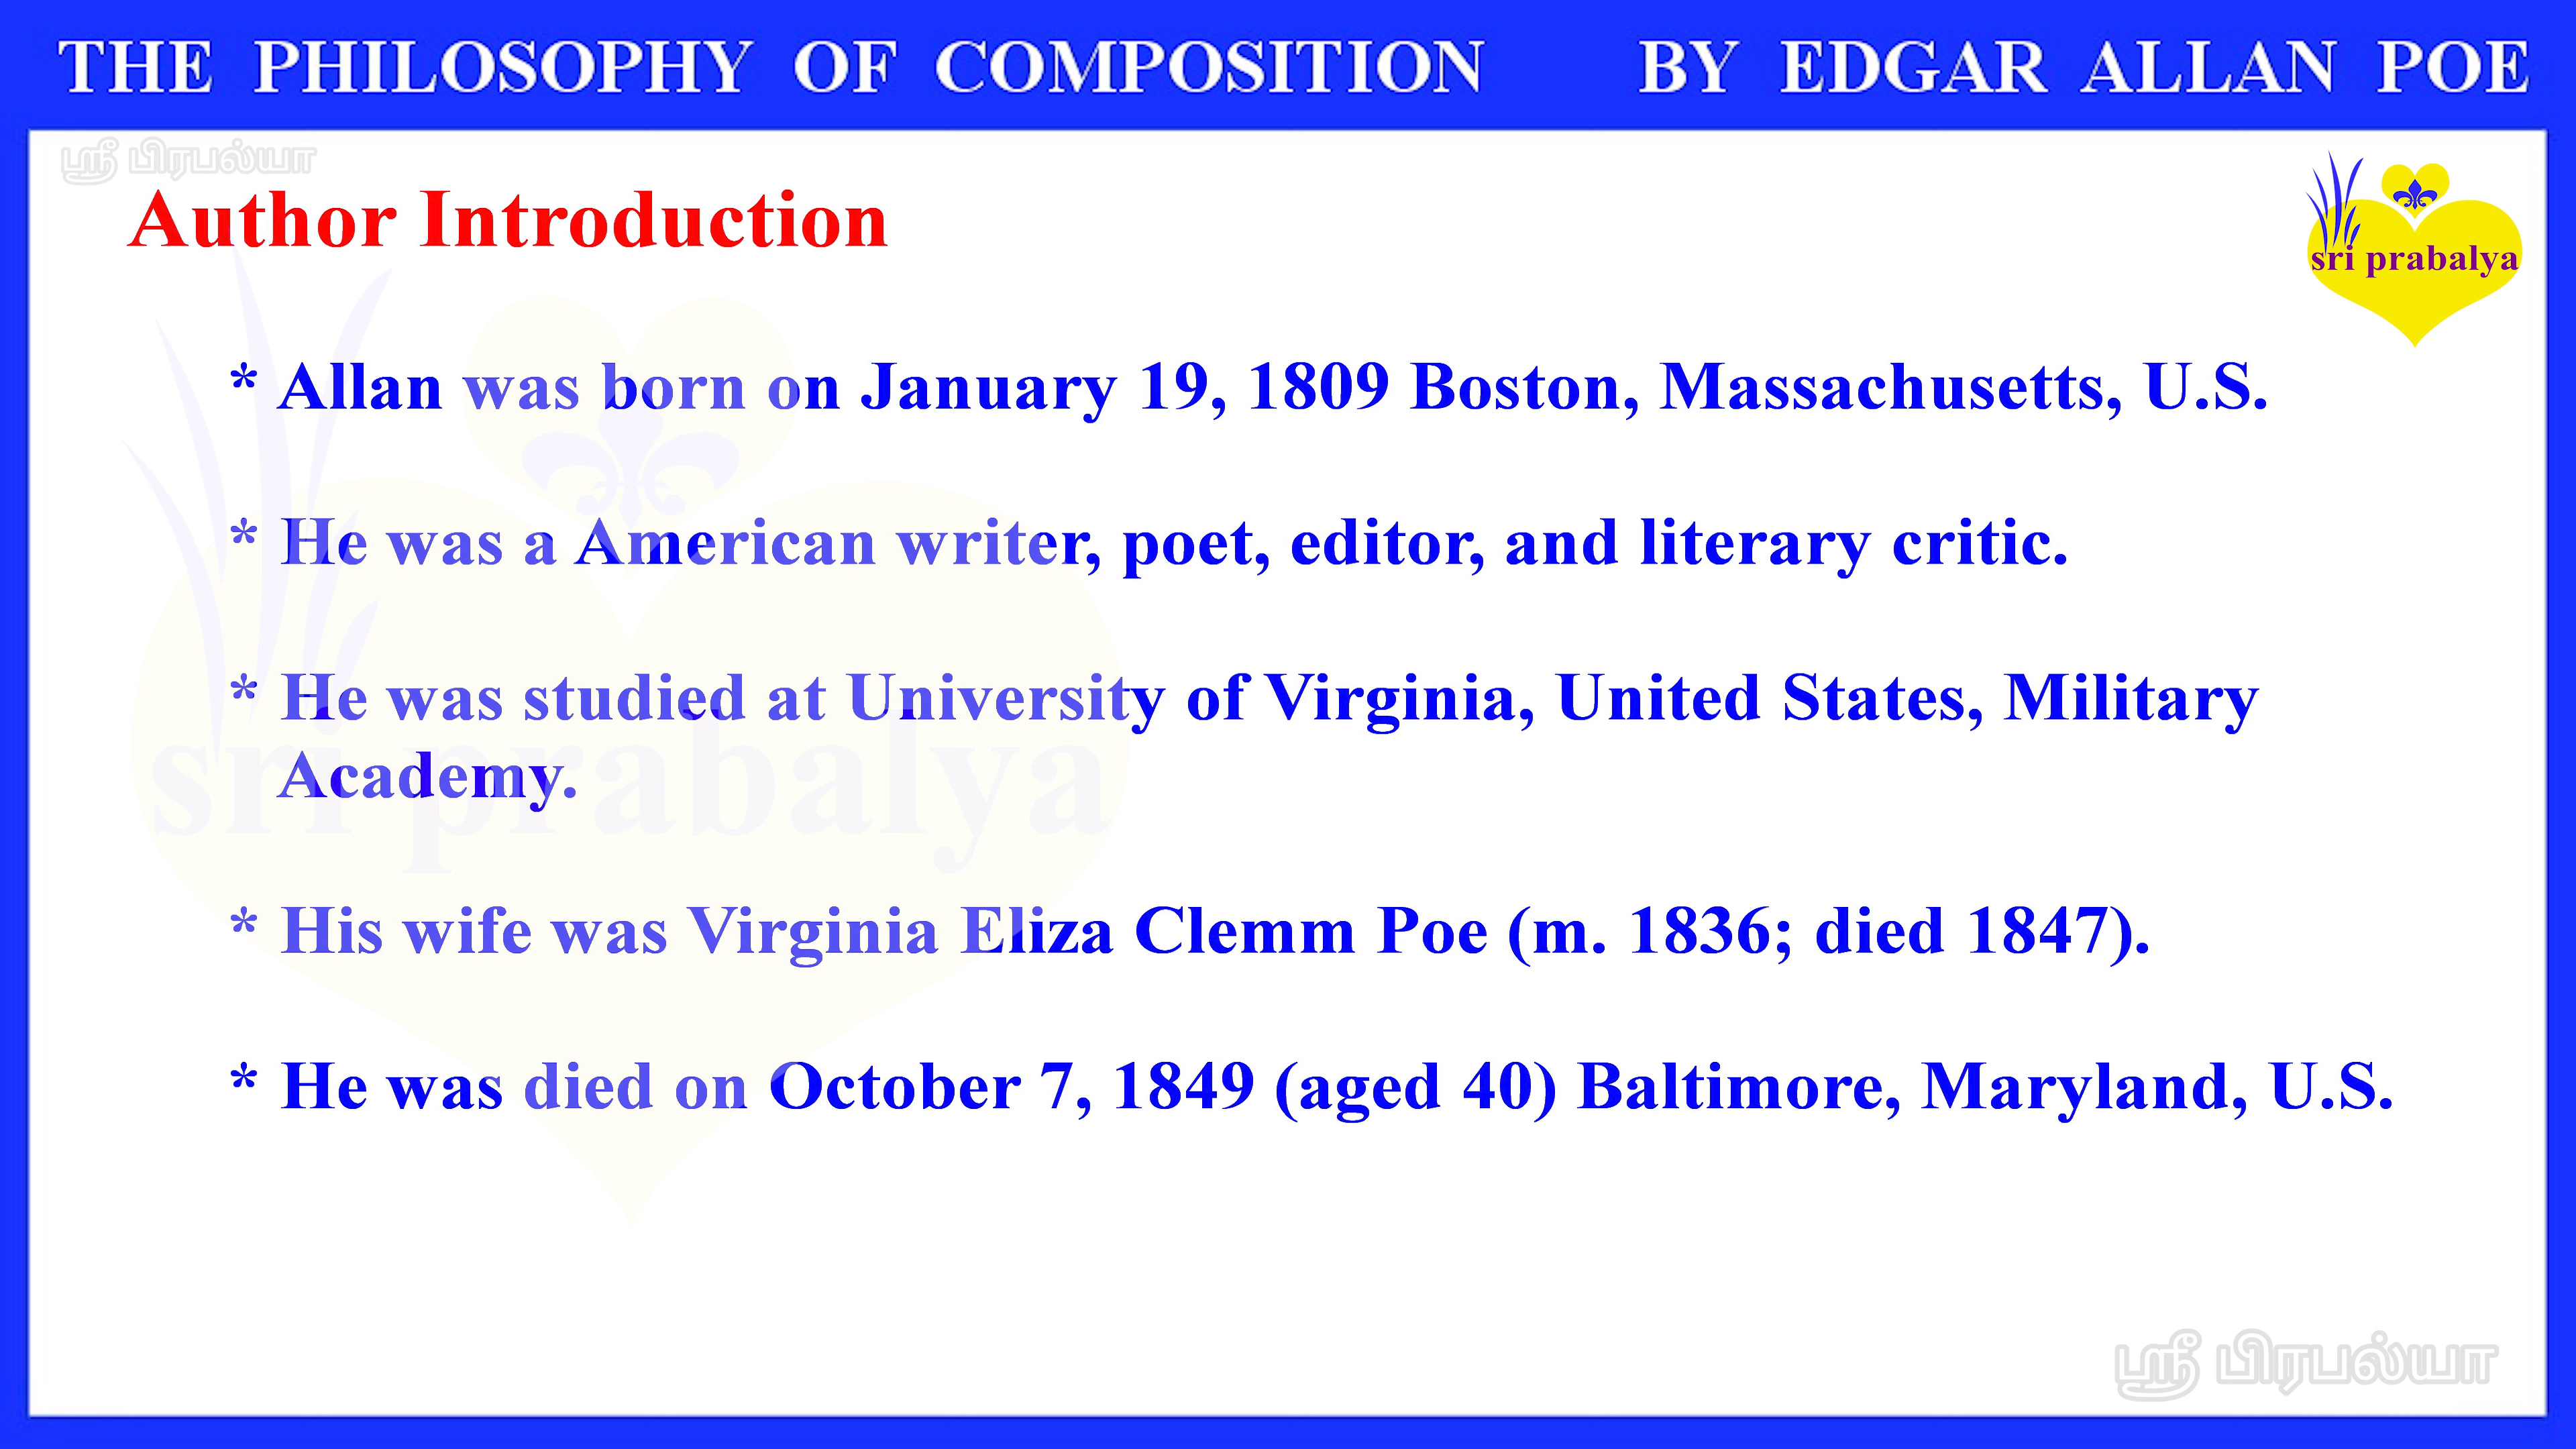 THE PHILOSOPHY OF COMPOSITION BY EDGAR ALLAN POE
ஸ்ரீ பிரபல்யா
Author Introduction
sri prabalya
* Allan was born on January 19, 1809 Boston, Massachusetts, U.S.
* He was a American writer, poet, editor, and literary critic.
* He was studied at University of Virginia, United States, Military
Academy.
sri prabalya
* His wife was Virginia Eliza Clemm Poe (m. 1836; died 1847).
* He was died on October 7, 1849 (aged 40) Baltimore, Maryland, U.S.
ஸ்ரீ பிரபல்யா